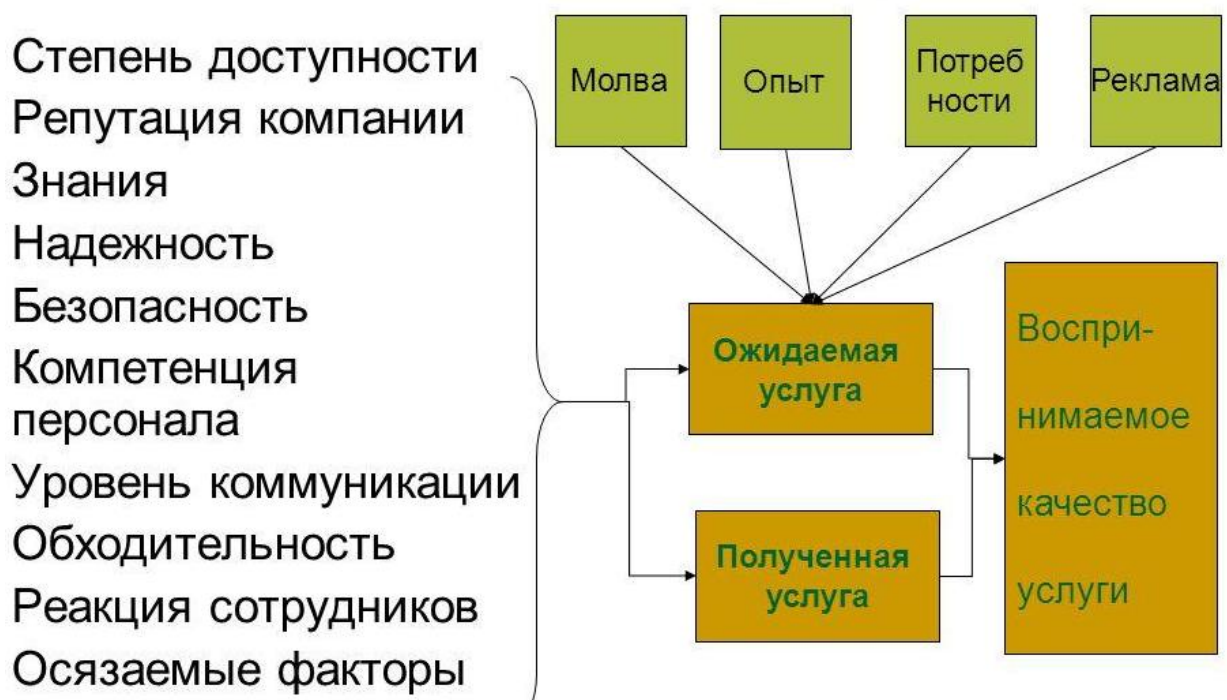 Степень доступности
Репутация компании
Знания
Надежность
Безопасность
Компетенция
персонала
Уровень коммуникации
Обходительность
Реакция сотрудников
Осязаемые факторы
Молва
Опыт
Потреб
ности
Реклама
Ожидаемая
услуга
Полученная
услуга
Воспри-
нимаемое
качество
услуги